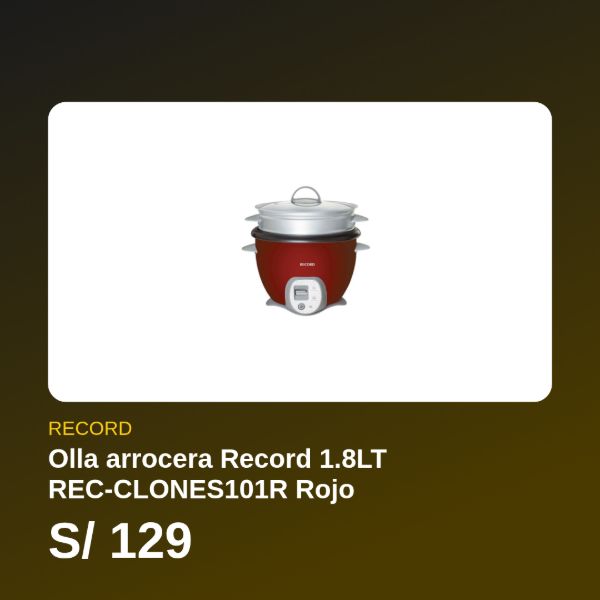 RECORD
RECORD
Olla arrocera Record 1.8LT
REC-CLONES101R Rojo
S/ 129